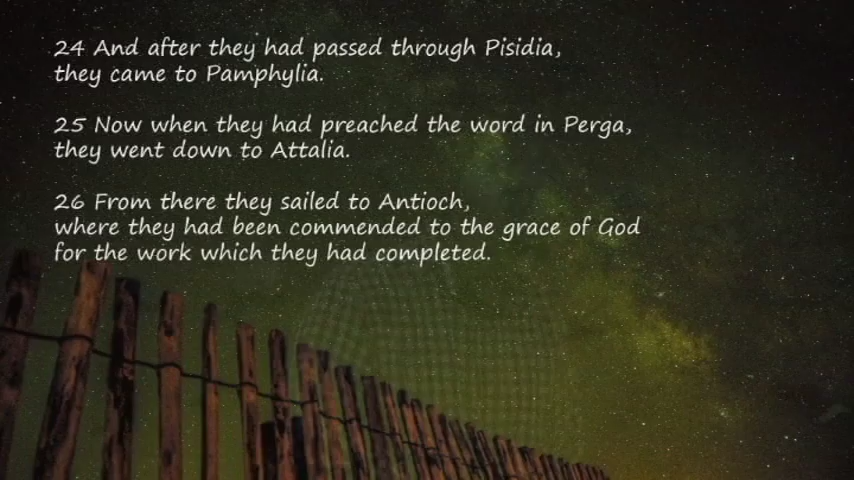 24 And after they had passed through Pisidia,
they came to Pamphylia.
25 Now when they had preached the word in Perga,
they went down to Attalia.
26 From there they sailed to Antioch,
where they had been commended to the grace of God
for the work which they had completed.